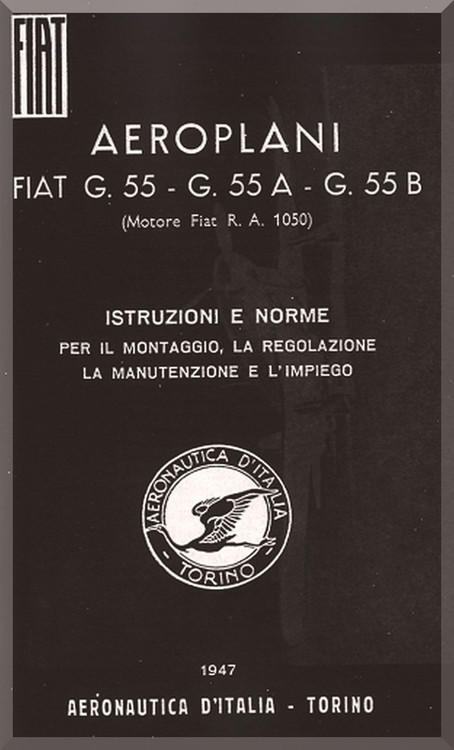 FIAT
AEROPLANI
FIAT G. 55 - G. 55 A - G. 55 B
(Motore Fiat R. A. 1050)
ISTRUZIONI E NORME
PER IL MONTAGGIO, LA REGOLAZIONE
LA MANUTENZIONE E L'IMPIEGO
AERONAUTICA D'ITALIA
- TORINO -
1947
AERONAUTICA D'ITALIA - TORINO